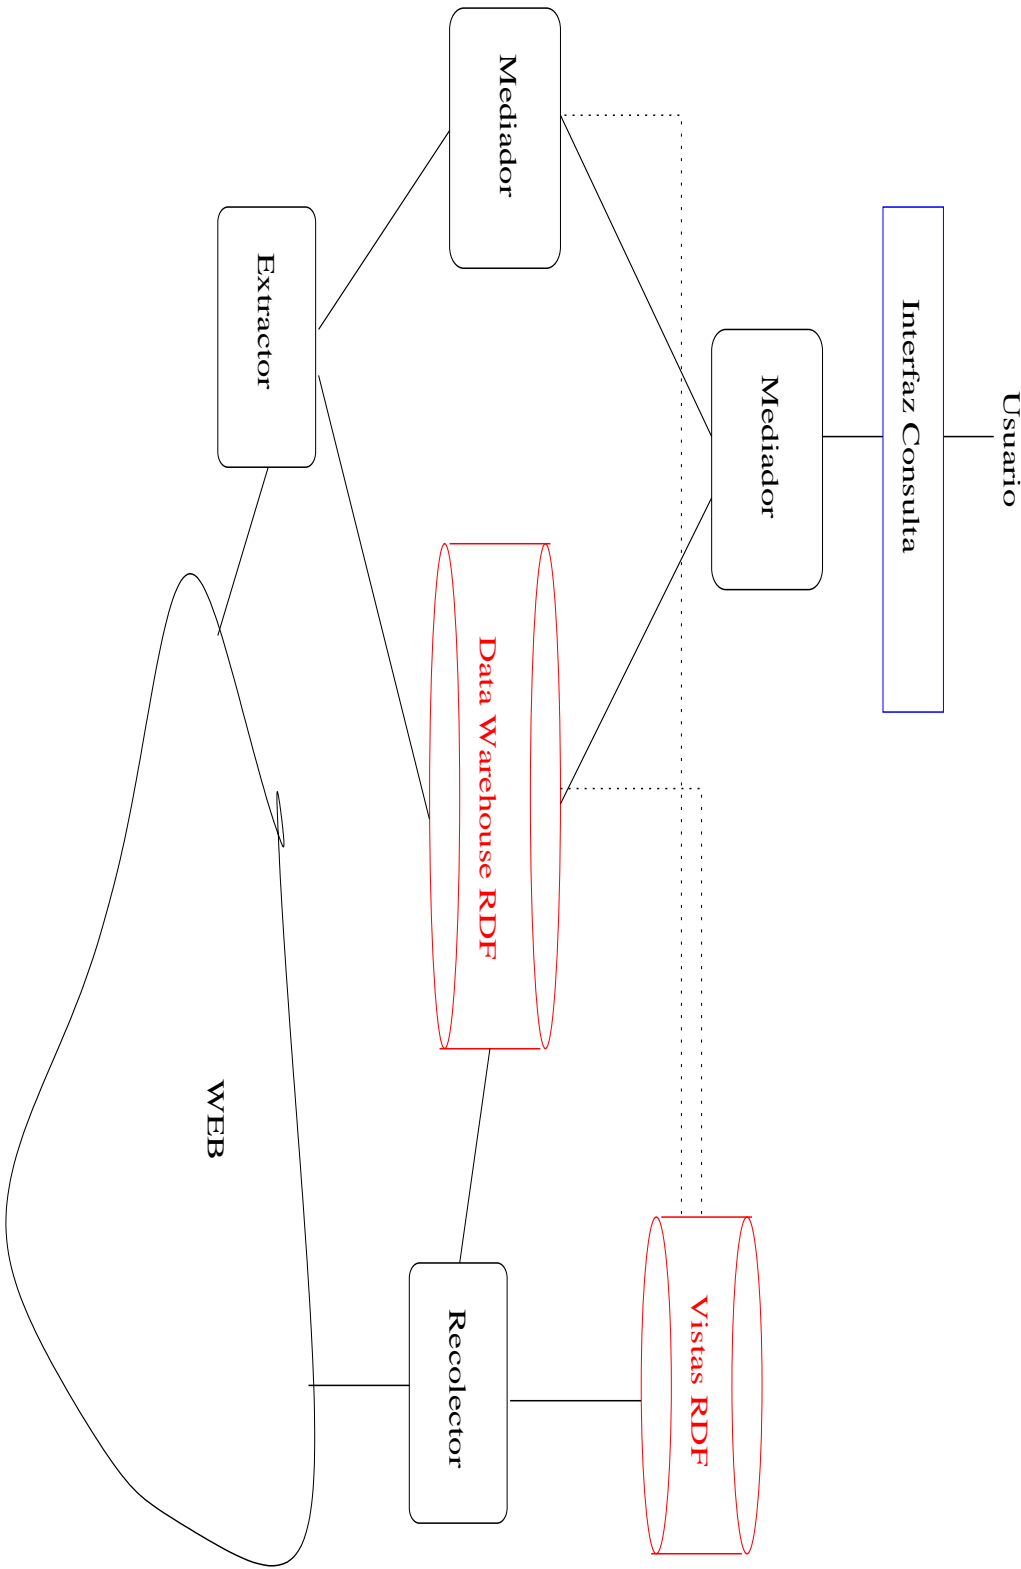 Usuario
Interfaz Consulta
Mediador
Vistas RDF
Mediador
Data Warehouse RDF
Recolector
Extractor
WEB